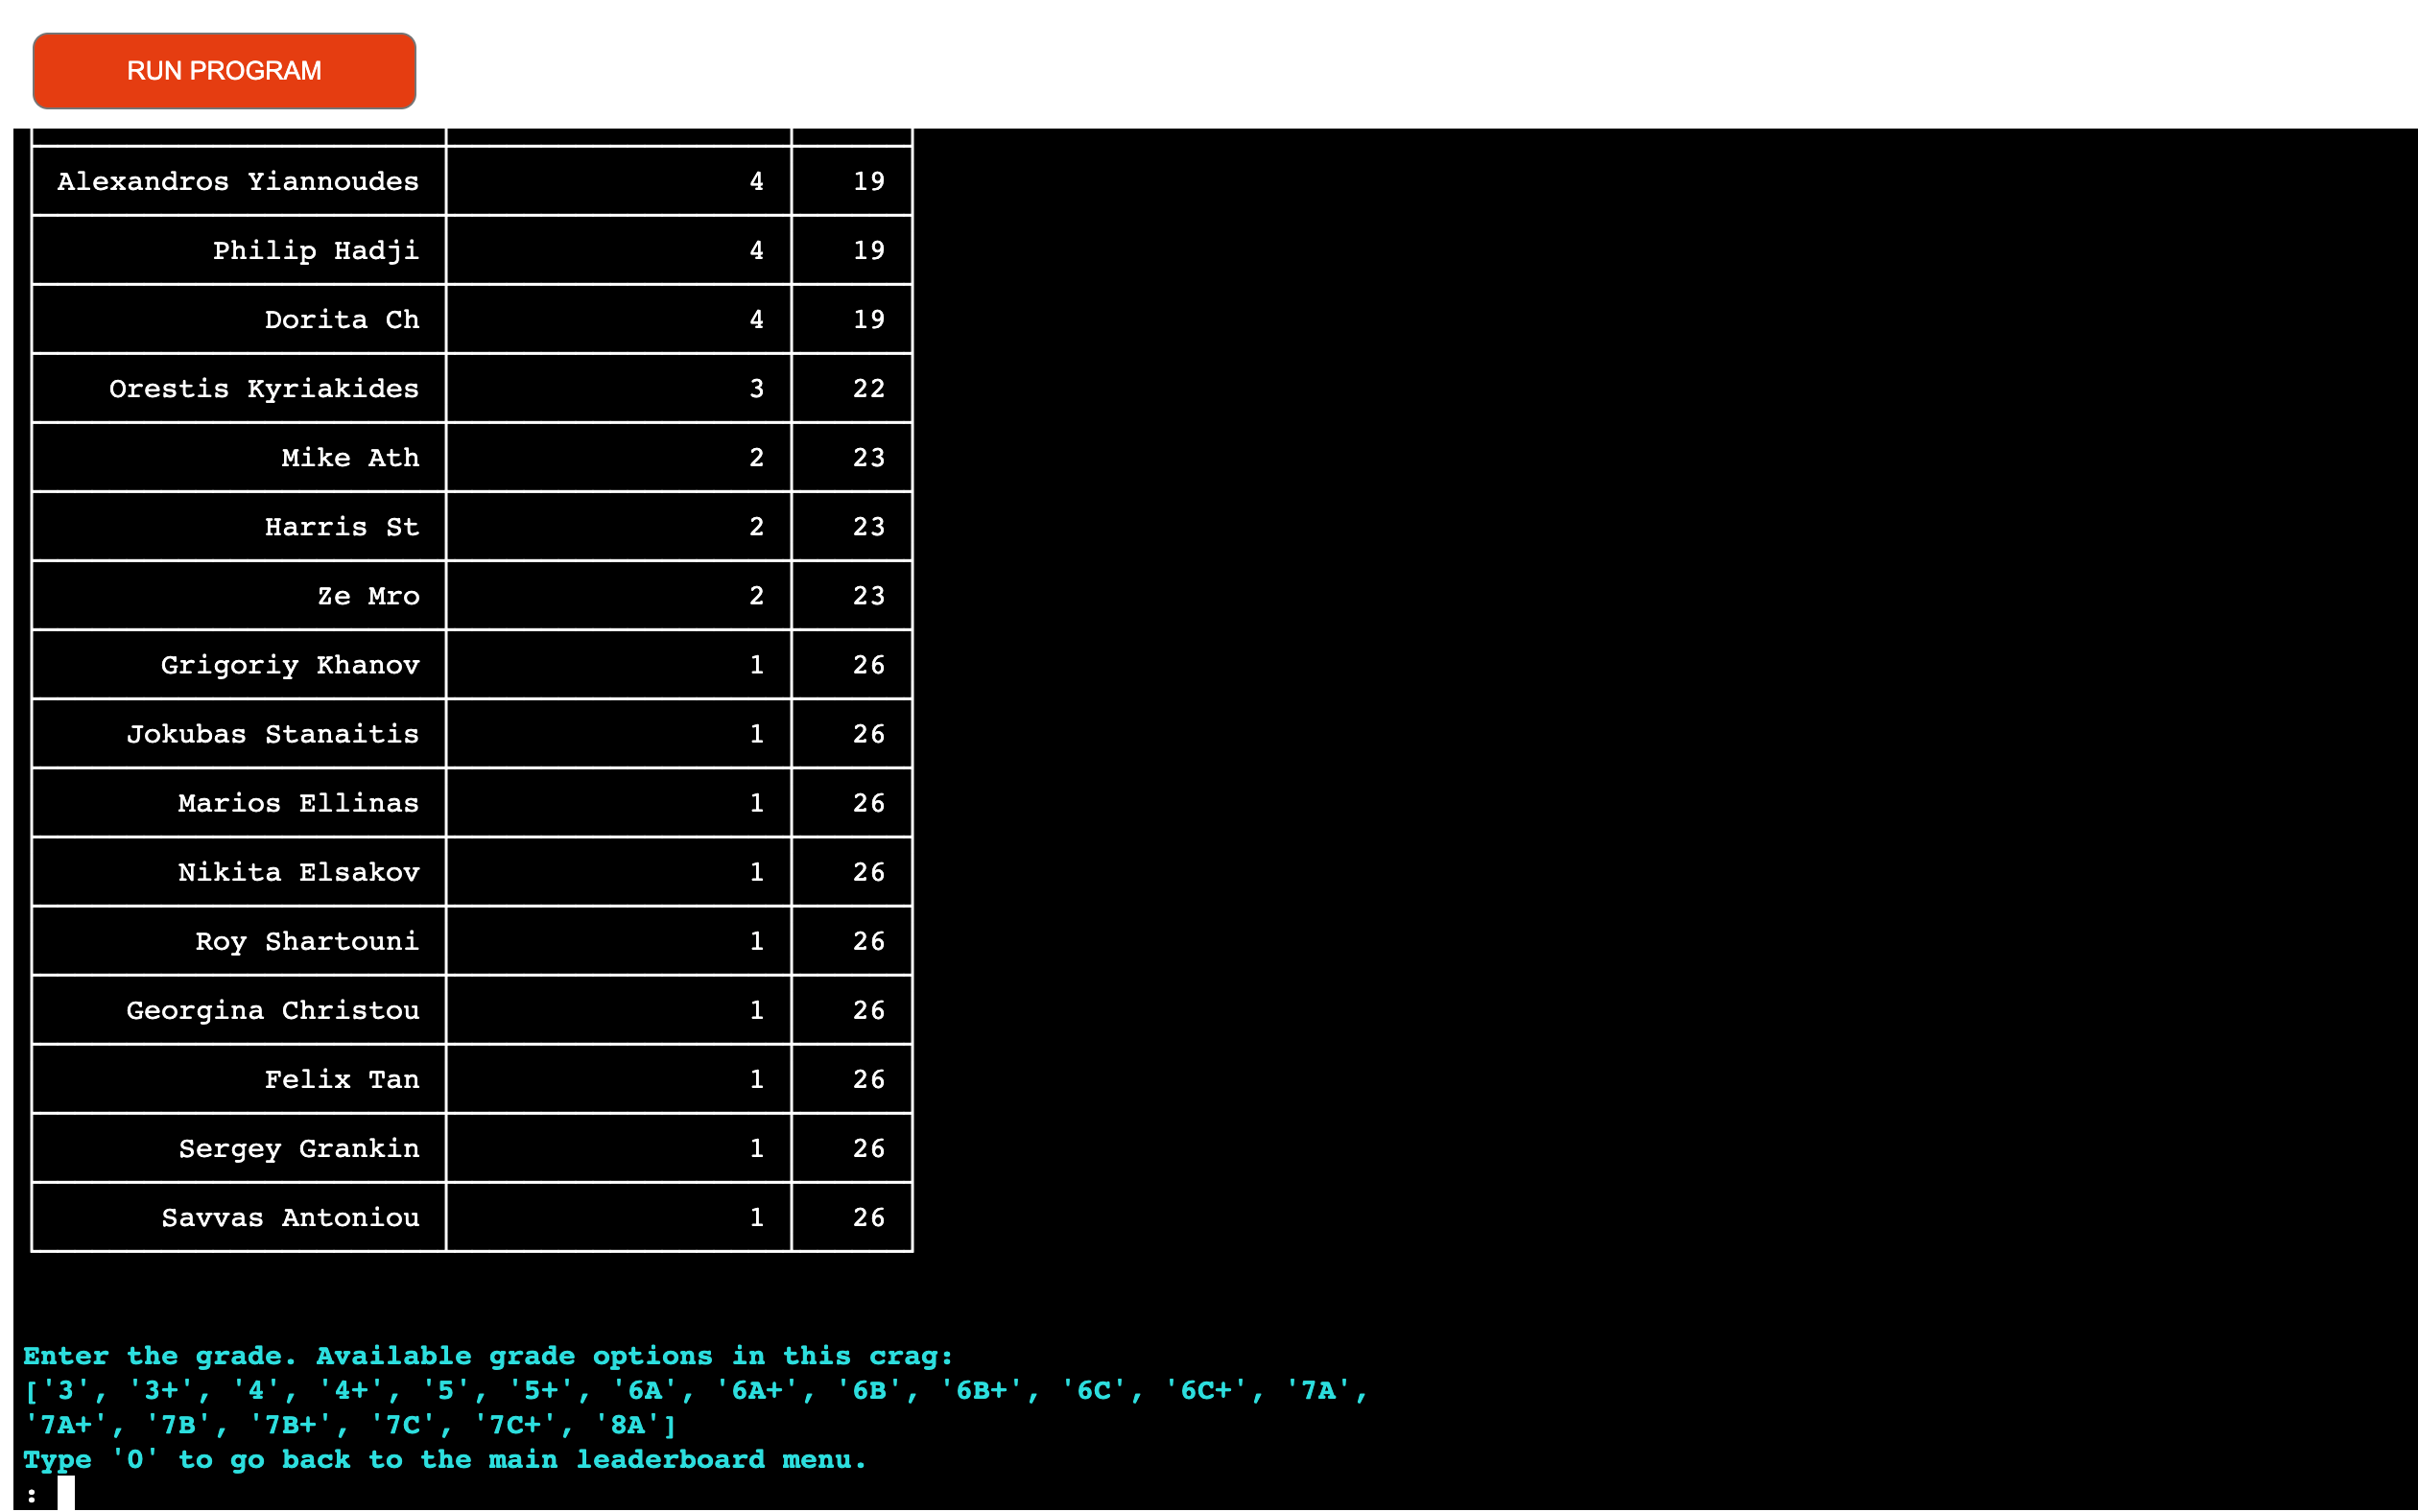 RUN PROGRAM
Alexandros Yiannoudes 4 19
Philip Hadji 4 19
Dorita Ch 4 19
Orestis Kyriakides 3 22
Mike Ath 2 23
Harris St 2 23
Ze Mro 2 23
Grigoriy Khanov 1 26
Jokubas Stanaitis 1 26
Marios Ellinas 1 26
Nikita Elsakov 1 26
Roy Shartouni 1 26
Georgina Christou 1 26
Felix Tan 1 26
Sergey Grankin 1 26
Savvas Antoniou 1 26
Enter the grade. Available grade options in this crag:
['3', '3+', '4', '4+', '5', '5+', '6A', '6A+', '6B', '6B+', '6C', '6C+', '7A',
'7A+', '7B', '7B+', '7C', '7C+', '8A']
Type '0' to go back to the main leaderboard menu.
: